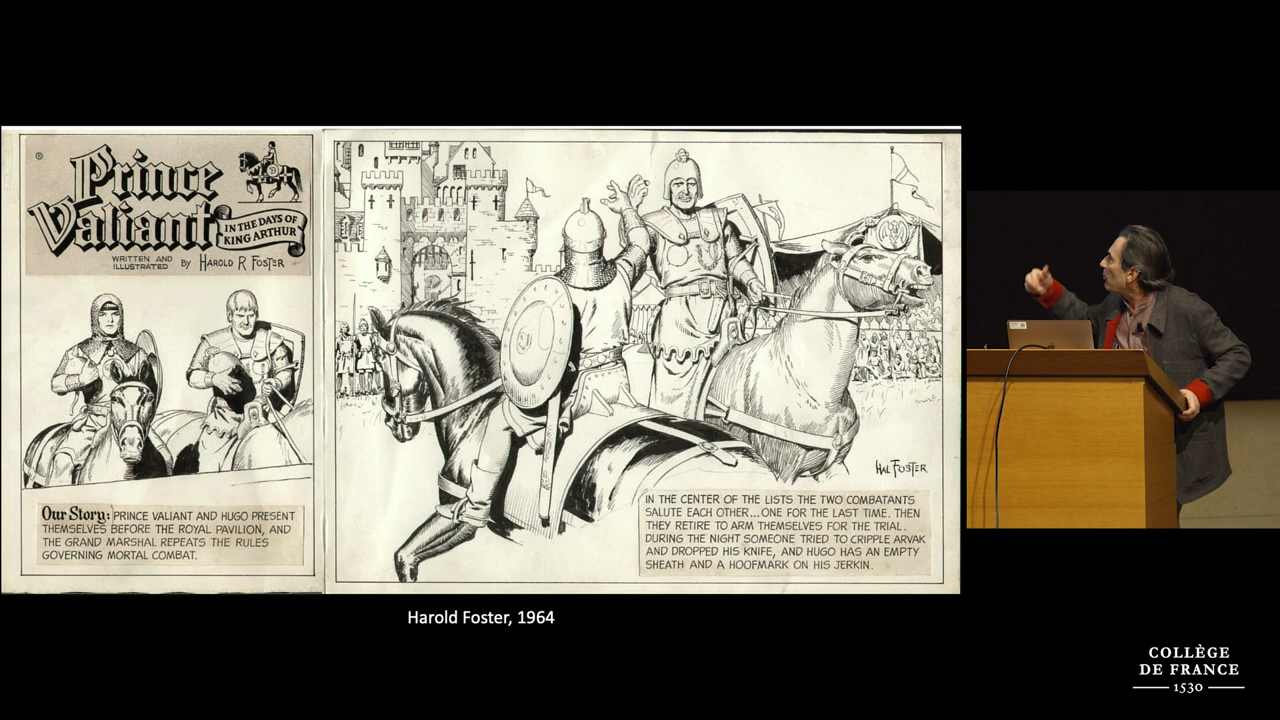 ®
Prince
Valiant
IN THE DAYS OF
KING ARTHUR
WRITTEN AND
ILLUSTRATED BY HAROLD R FOSTER
Our Story: PRINCE VALIANT AND HUGO PRESENT
THEMSELVES BEFORE THE ROYAL PAVILION, AND
THE GRAND MARSHAL REPEATS THE RULES
GOVERNING MORTAL COMBAT.
HAL FOSTER
IN THE CENTER OF THE LISTS THE TWO COMBATANTS
SALUTE EACH OTHER...ONE FOR THE LAST TIME. THEN
THEY RETIRE TO ARM THEMSELVES FOR THE TRIAL.
DURING THE NIGHT SOMEONE TRIED TO CRIPPLE ARVAK
AND DROPPED HIS KNIFE, AND HUGO HAS AN EMPTY
SHEATH AND A HOOFMARK ON HIS JERKIN.
Harold Foster, 1964
COLLÈGE
DE FRANCE
1530